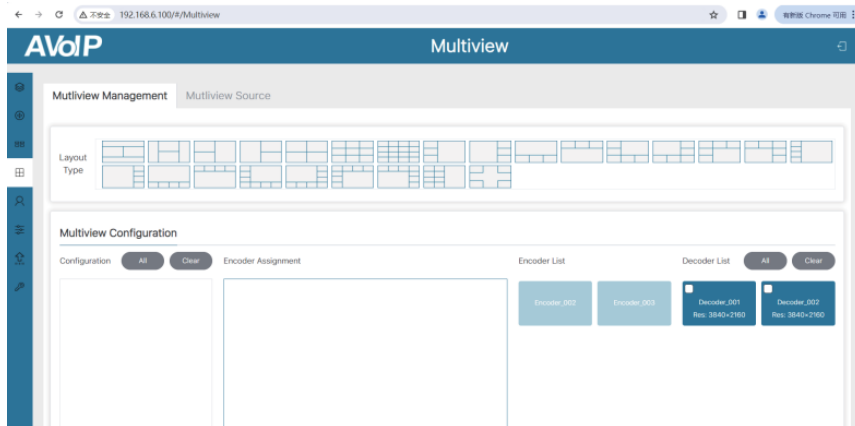 不安全 192.168.6.100/#/Multiview
有新版 Chrome 可用
AVoIP
Multiview
Mutliview Management Mutliview Source
Layout
Type
Multiview Configuration
Configuration All Clear Encoder Assignment Encoder List Decoder List All Clear
Encoder_002 Encoder_003 Decoder_001 Decoder_002
Res: 3840×2160 Res: 3840×2160